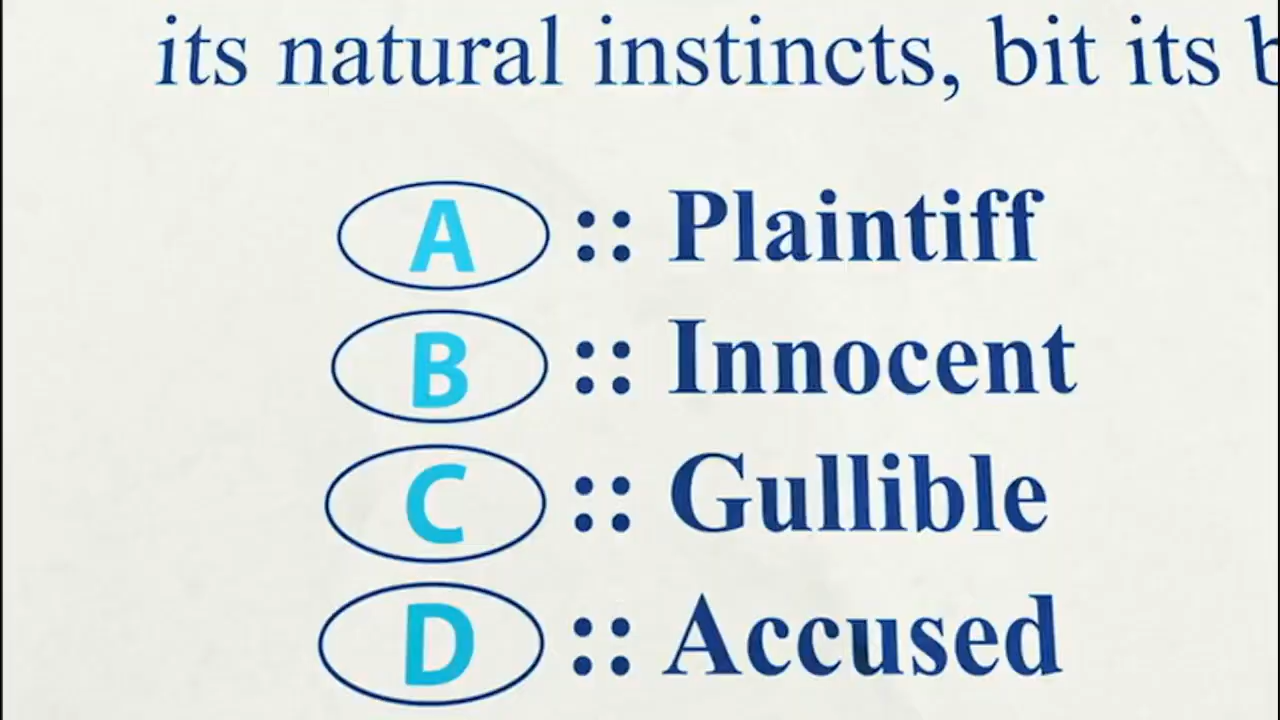 its natural instincts, bit its
A :: Plaintiff
B :: Innocent
C :: Gullible
D :: Accused